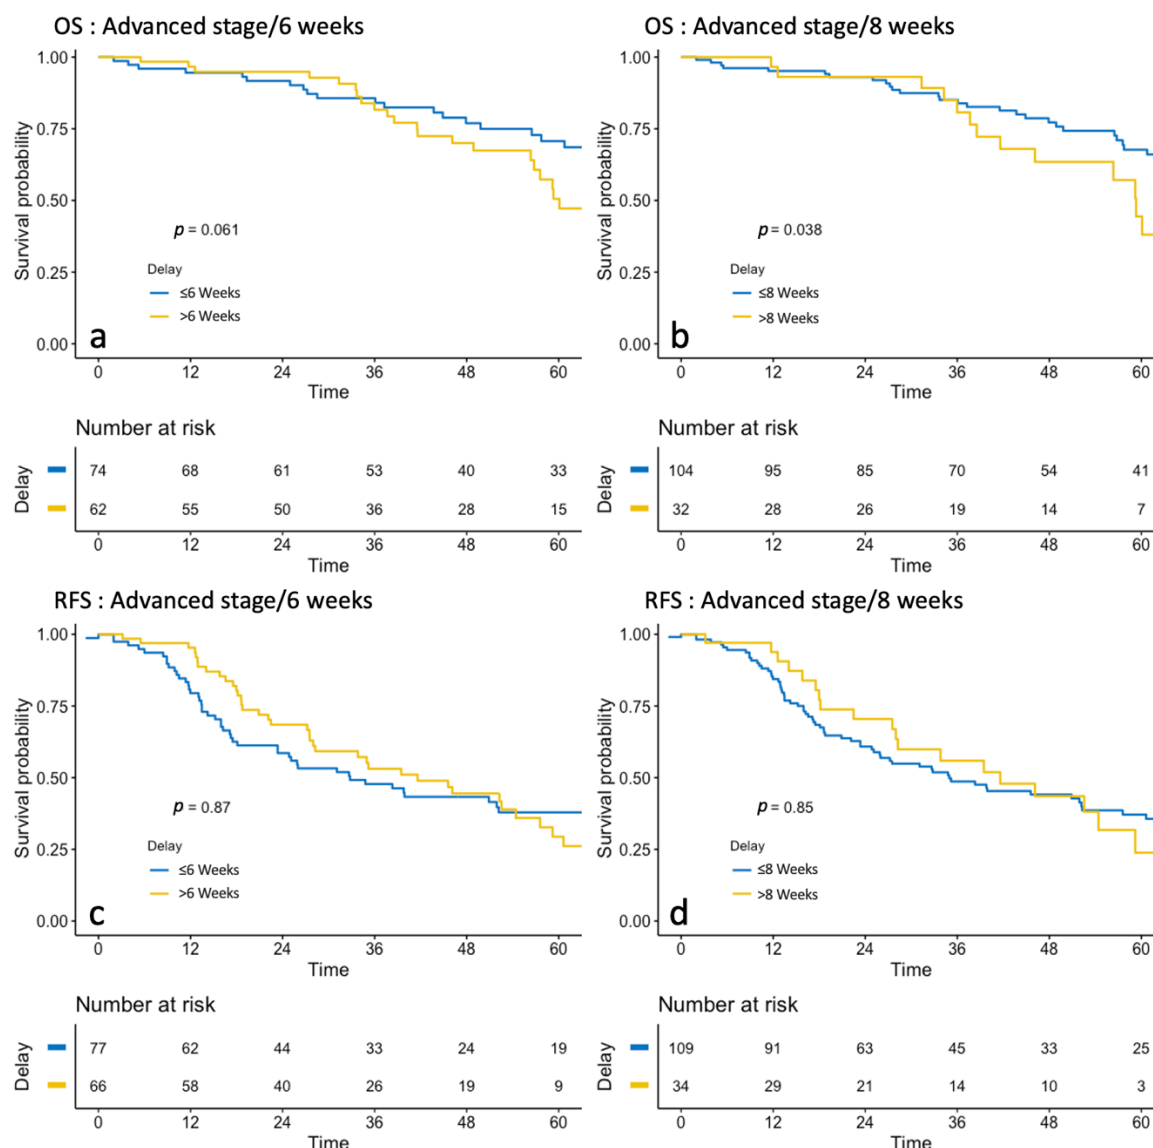 OS : Advanced stage/6 weeks
1.00
0.75
0.50
0.25
0.00
Survival probability
p = 0.061
Delay
≤6 Weeks
>6 Weeks
a
0 12 24 36 48 60
Time
Number at risk
Delay
74 68 61 53 40 33
62 55 50 36 28 15
0 12 24 36 48 60
Time
OS : Advanced stage/8 weeks
1.00
0.75
0.50
0.25
0.00
Survival probability
p = 0.038
Delay
≤8 Weeks
>8 Weeks
b
0 12 24 36 48 60
Time
Number at risk
Delay
104 95 85 70 54 41
32 28 26 19 14 7
0 12 24 36 48 60
Time
RFS : Advanced stage/6 weeks
1.00
0.75
0.50
0.25
0.00
Survival probability
p = 0.87
Delay
≤6 Weeks
>6 Weeks
c
0 12 24 36 48 60
Time
Number at risk
Delay
77 62 44 33 24 19
66 58 40 26 19 9
0 12 24 36 48 60
Time
RFS : Advanced stage/8 weeks
1.00
0.75
0.50
0.25
0.00
Survival probability
p = 0.85
Delay
≤8 Weeks
>8 Weeks
d
0 12 24 36 48 60
Time
Number at risk
Delay
109 91 63 45 33 25
34 29 21 14 10 3
0 12 24 36 48 60
Time